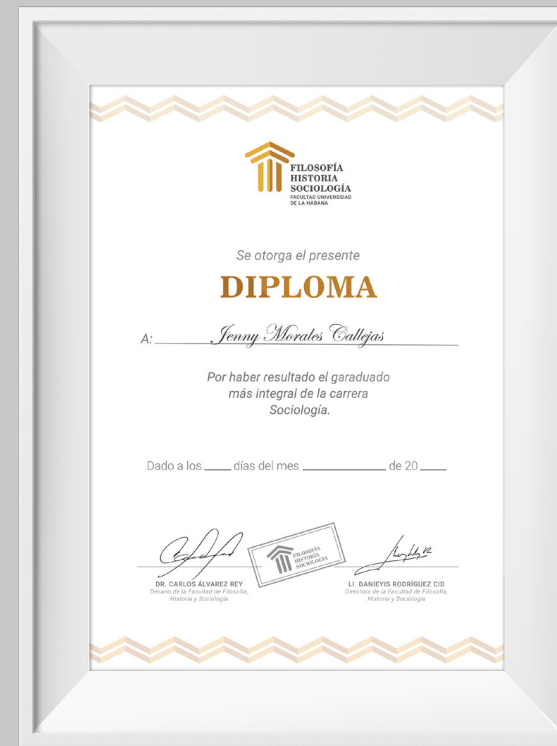 FILOSOFÍA
HISTORIA
SOCIOLOGÍA
FACULTAD UNIVERSIDAD
DE LA HABANA
Se otorga el presente
DIPLOMA
A: Jenny Morales Callejas
Por haber resultado el garaduado
más integral de la carrera
Sociología.
Dado a los ____ días del mes ____________ de 20 ____
FILOSOFÍA
HISTORIA
SOCIOLOGÍA
DR. CARLOS ÁLVAREZ REY
Decano de la Facultad de Filosofía,
Historia y Sociología
LI. DANIEYIS RODRÍGUEZ CID
Directora de la Facultad de Filosofía,
Historia y Sociología